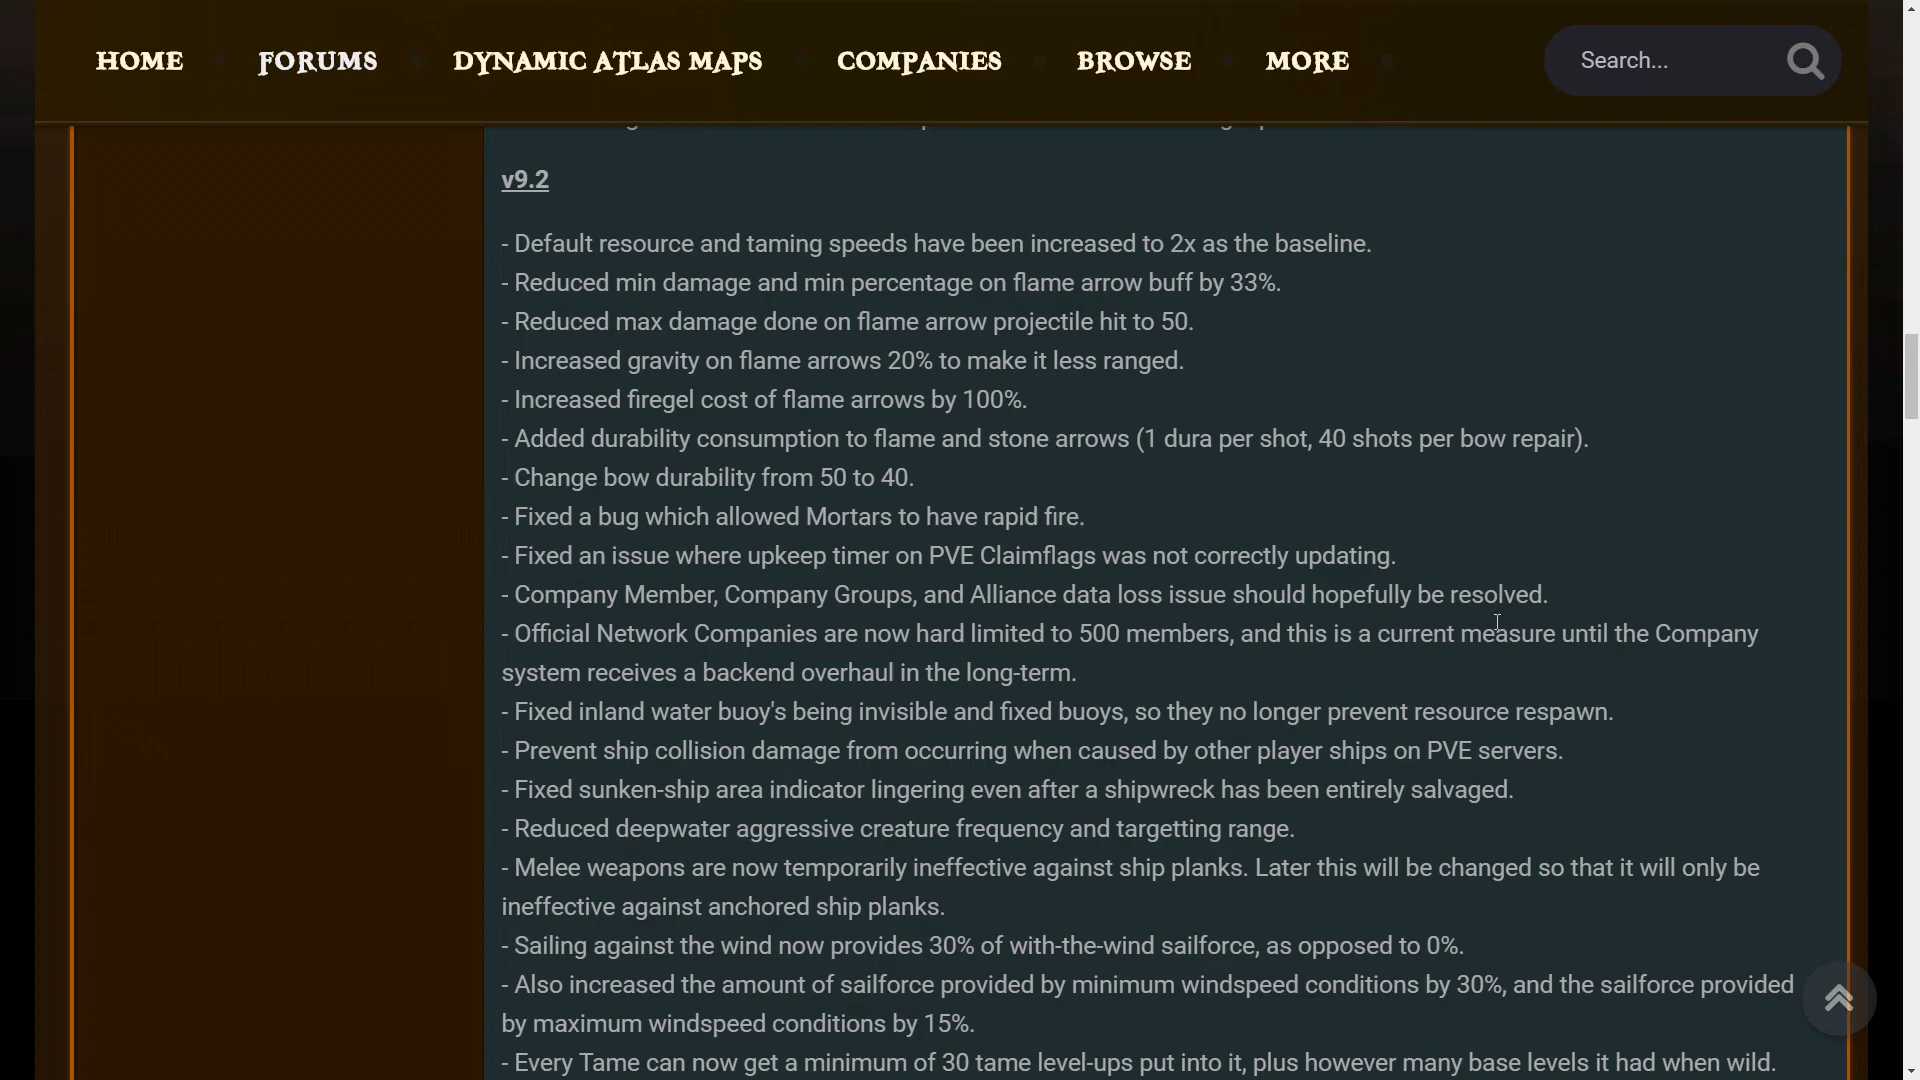 HOME FORUMS DYNAMIC ATLAS MAPS COMPANIES BROWSE MORE Search...
v9.2
- Default resource and taming speeds have been increased to 2x as the baseline.
- Reduced min damage and min percentage on flame arrow buff by 33%.
- Reduced max damage done on flame arrow projectile hit to 50.
- Increased gravity on flame arrows 20% to make it less ranged.
- Increased firegel cost of flame arrows by 100%.
- Added durability consumption to flame and stone arrows (1 dura per shot, 40 shots per bow repair).
- Change bow durability from 50 to 40.
- Fixed a bug which allowed Mortars to have rapid fire.
- Fixed an issue where upkeep timer on PVE Claimflags was not correctly updating.
- Company Member, Company Groups, and Alliance data loss issue should hopefully be resolved.
- Official Network Companies are now hard limited to 500 members, and this is a current measure until the Company
system receives a backend overhaul in the long-term.
- Fixed inland water buoy's being invisible and fixed buoys, so they no longer prevent resource respawn.
- Prevent ship collision damage from occurring when caused by other player ships on PVE servers.
- Fixed sunken-ship area indicator lingering even after a shipwreck has been entirely salvaged.
- Reduced deepwater aggressive creature frequency and targetting range.
- Melee weapons are now temporarily ineffective against ship planks. Later this will be changed so that it will only be
ineffective against anchored ship planks.
- Sailing against the wind now provides 30% of with-the-wind sailforce, as opposed to 0%.
- Also increased the amount of sailforce provided by minimum windspeed conditions by 30%, and the sailforce provided
by maximum windspeed conditions by 15%.
- Every Tame can now get a minimum of 30 tame level-ups put into it, plus however many base levels it had when wild.